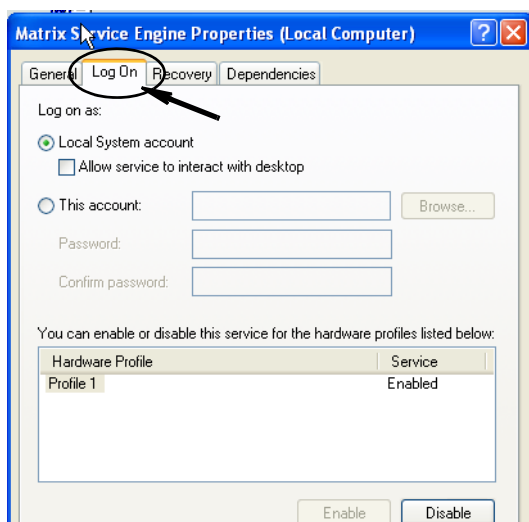 Matrix Service Engine Properties (Local Computer)
General Log On Recovery Dependencies
Log on as:
Local System account
Allow service to interact with desktop
This account: Browse...
Password:
Confirm password:
You can enable or disable this service for the hardware profiles listed below:
Hardware Profile Service
Profile 1 Enabled
Enable Disable